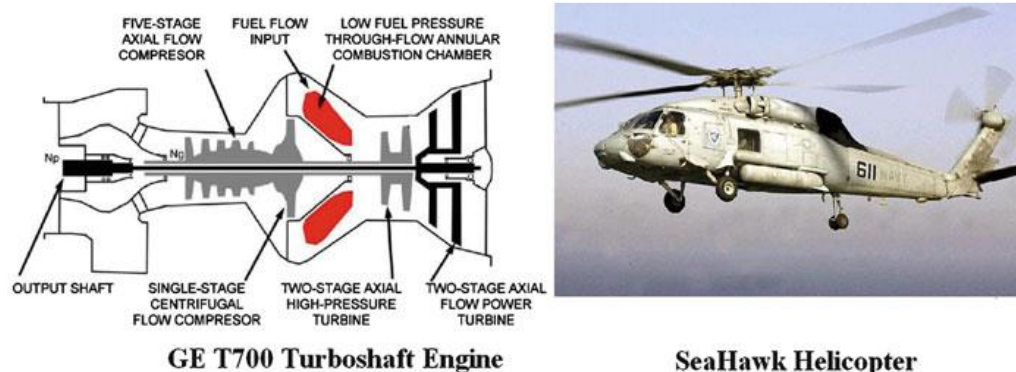 FIVE-STAGE
AXIAL FLOW
COMPRESOR
FUEL FLOW
INPUT
LOW FUEL PRESSURE
THROUGH-FLOW ANNULAR
COMBUSTION CHAMBER
Np
Ng
OUTPUT SHAFT
SINGLE-STAGE
CENTRIFUGAL
FLOW COMPRESOR
TWO-STAGE AXIAL
HIGH-PRESSURE
TURBINE
TWO-STAGE AXIAL
FLOW POWER
TURBINE
611 NAVY
GE T700 Turboshaft Engine
SeaHawk Helicopter